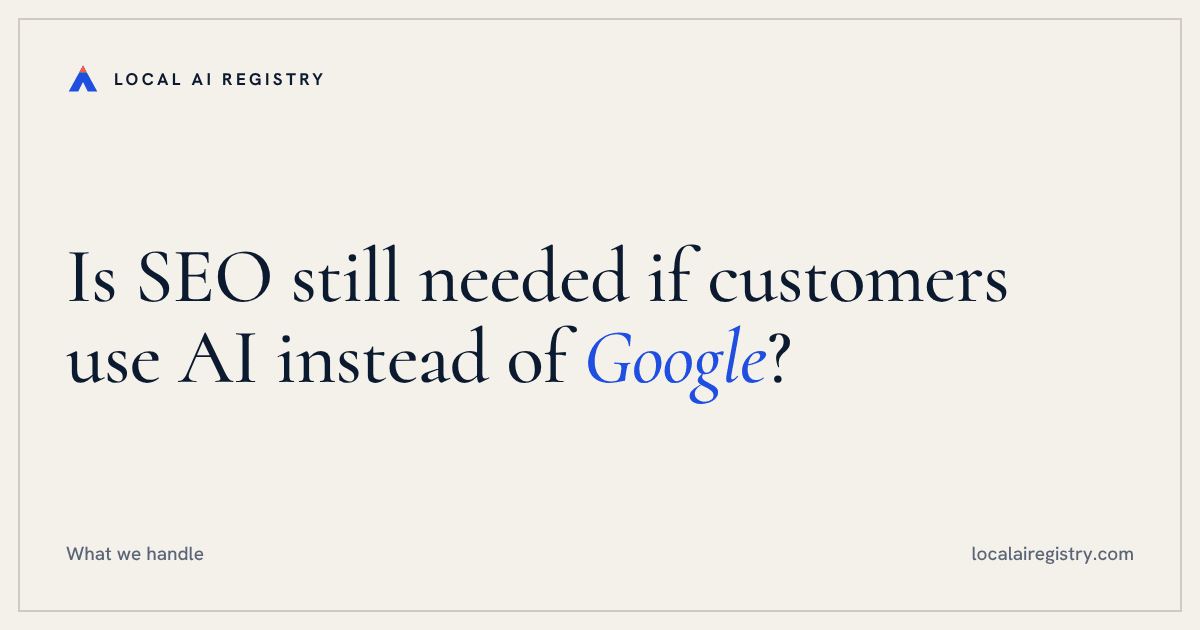 LOCAL AI REGISTRY
Is SEO still needed if customers
use AI instead of Google?
What we handle
localairegistry.com